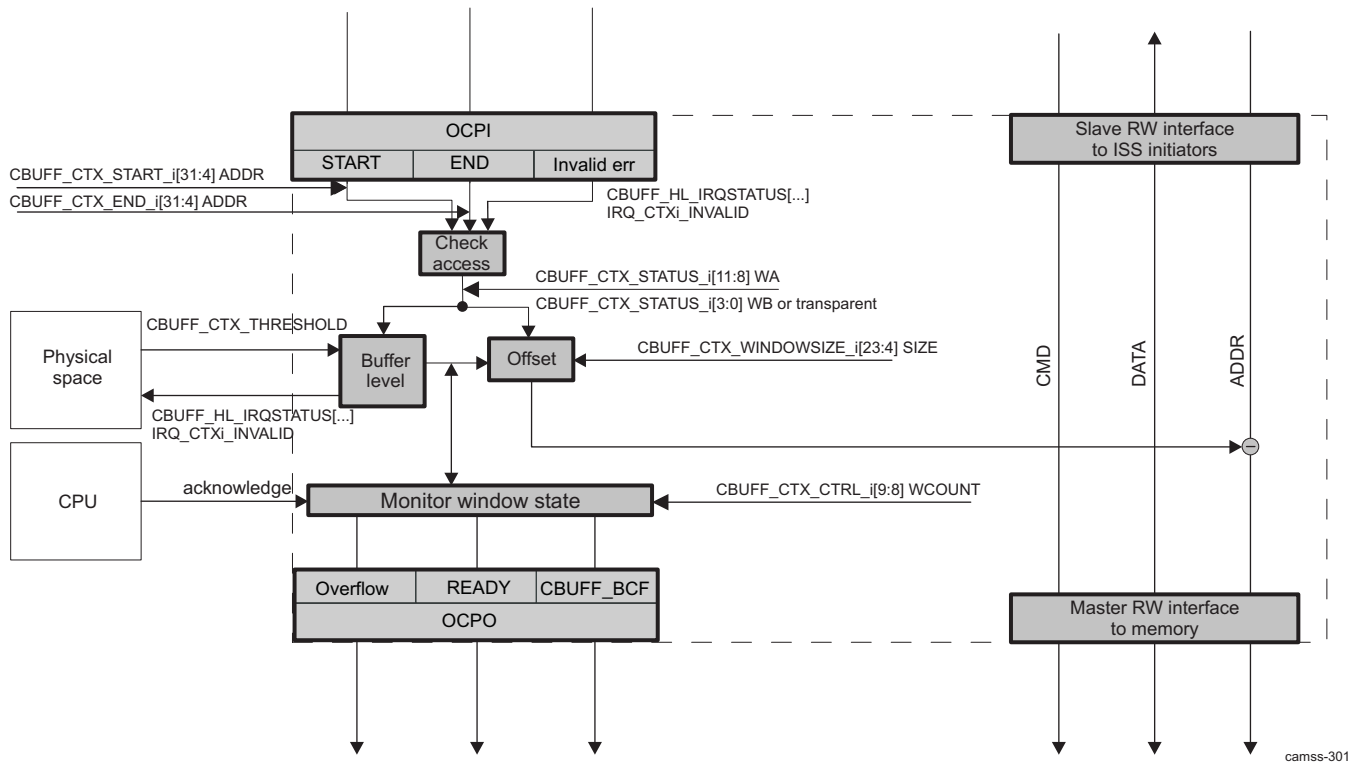 OCPI
START END Invalid err
Slave RW interface
to ISS initiators
CBUFF_CTX_START_i[31:4] ADDR
CBUFF_CTX_END_i[31:4] ADDR
CBUFF_HL_IRQSTATUS[...]
IRQ_CTXi_INVALID
Check
access
CBUFF_CTX_STATUS_i[11:8] WA
CBUFF_CTX_STATUS_i[3:0] WB or transparent
Physical
space
CBUFF_CTX_THRESHOLD
Buffer
level
Offset
CBUFF_CTX_WINDOWSIZE_i[23:4] SIZE
CMD
DATA
ADDR
CBUFF_HL_IRQSTATUS[...]
IRQ_CTXi_INVALID
CPU
acknowledge
Monitor window state
CBUFF_CTX_CTRL_i[9:8] WCOUNT
Overflow READY CBUFF_BCF
OCPO
Master RW interface
to memory
camss-301